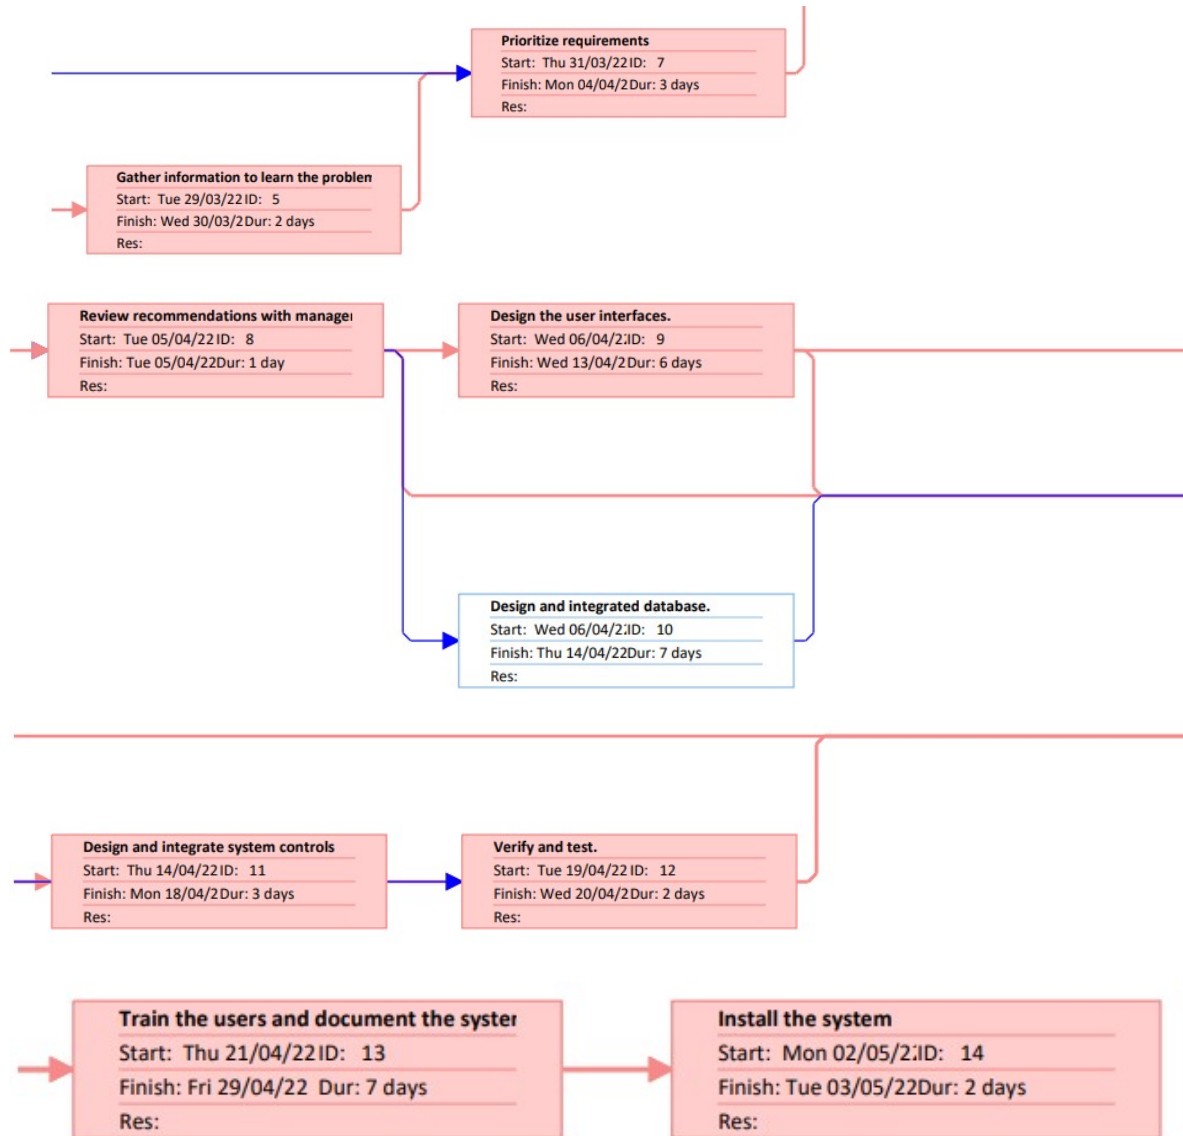 Prioritize requirements
Start: Thu 31/03/22 ID: 7
Finish: Mon 04/04/2 Dur: 3 days
Res:
Gather information to learn the problen
Start: Tue 29/03/22 ID: 5
Finish: Wed 30/03/2 Dur: 2 days
Res:
Review recommendations with manager
Start: Tue 05/04/22 ID: 8
Finish: Tue 05/04/22 Dur: 1 day
Res:
Design the user interfaces.
Start: Wed 06/04/2 ID: 9
Finish: Wed 13/04/2 Dur: 6 days
Res:
Design and integrated database.
Start: Wed 06/04/2 ID: 10
Finish: Thu 14/04/22 Dur: 7 days
Res:
Design and integrate system controls
Start: Thu 14/04/22 ID: 11
Finish: Mon 18/04/2 Dur: 3 days
Res:
Verify and test.
Start: Tue 19/04/22 ID: 12
Finish: Wed 20/04/2 Dur: 2 days
Res:
Train the users and document the syster
Start: Thu 21/04/22 ID: 13
Finish: Fri 29/04/22 Dur: 7 days
Res:
Install the system
Start: Mon 02/05/2 ID: 14
Finish: Tue 03/05/22 Dur: 2 days
Res: